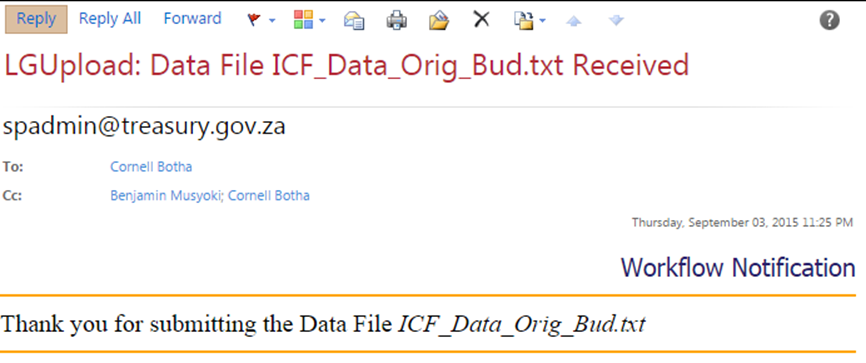 Reply Reply All Forward
LGUpload: Data File ICF_Data_Orig_Bud.txt Received
spadmin@treasury.gov.za
To: Cornell Botha
Cc: Benjamin Musyoki; Cornell Botha
Thursday, September 03, 2015 11:25 PM
Workflow Notification
Thank you for submitting the Data File ICF_Data_Orig_Bud.txt